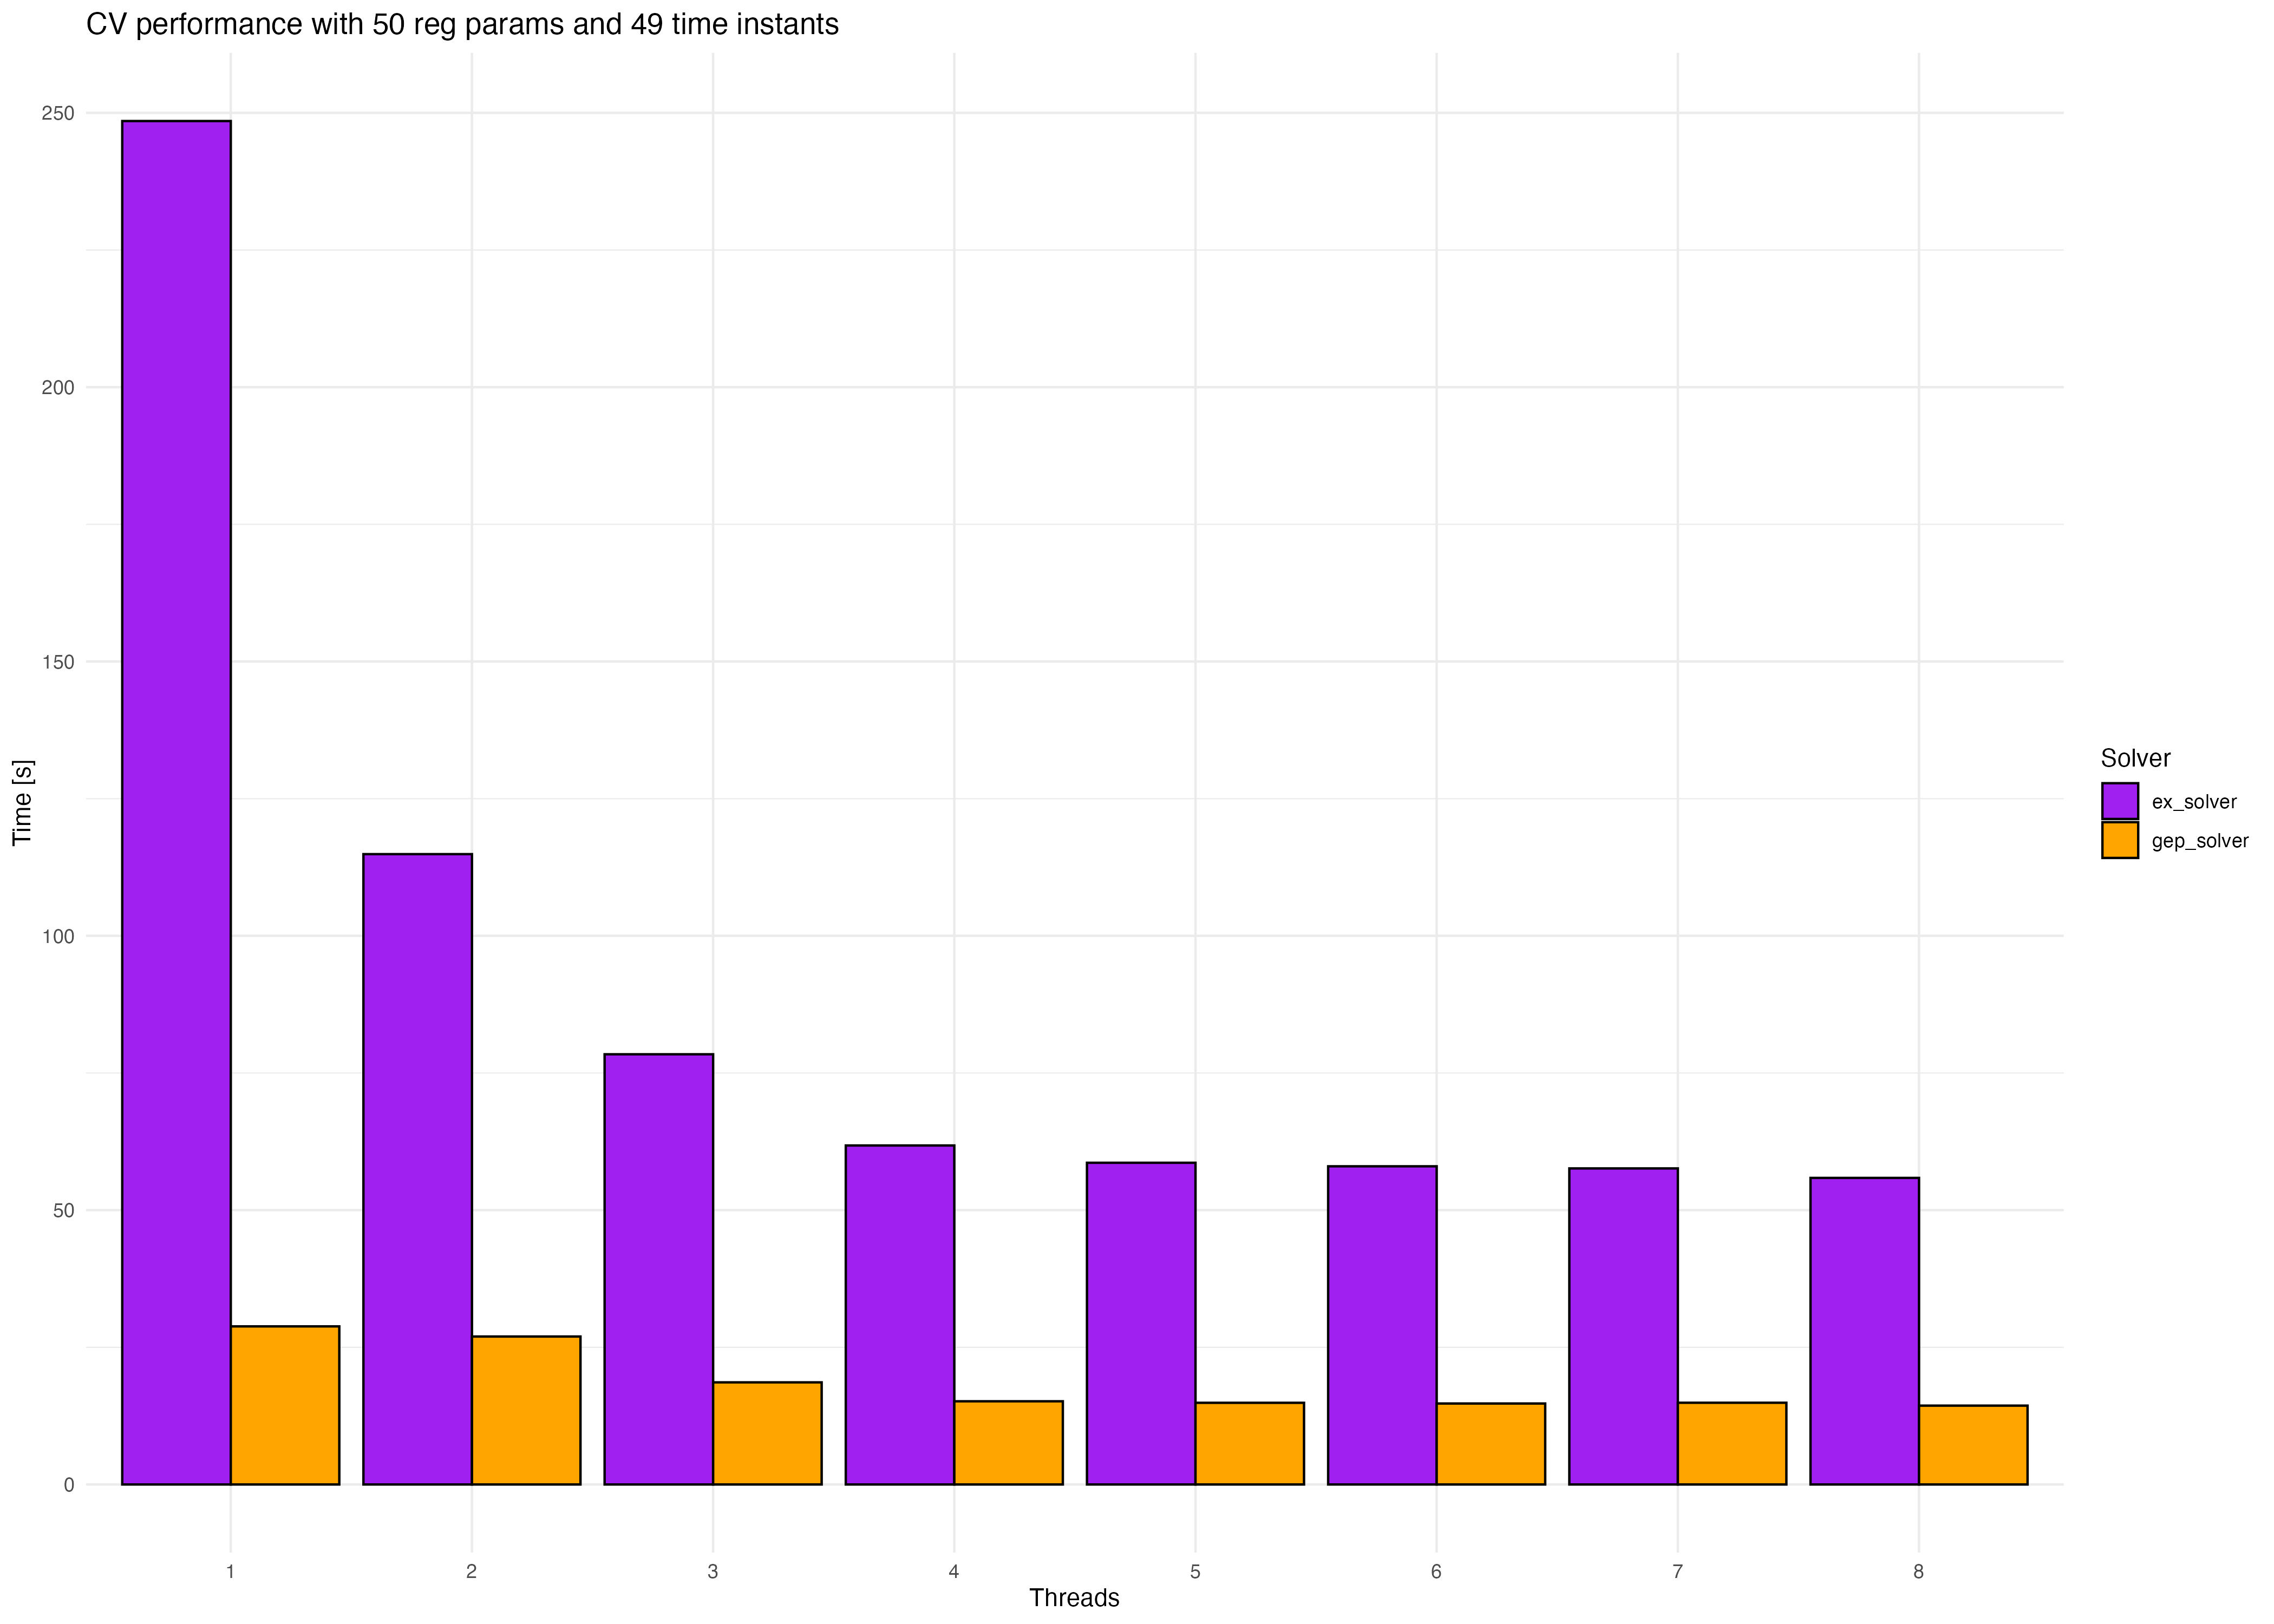 CV performance with 50 reg params and 49 time instants
250
200
150
100
50
0
Time [s]
1 2 3 4 5 6 7 8
Threads
Solver
ex_solver
gep_solver